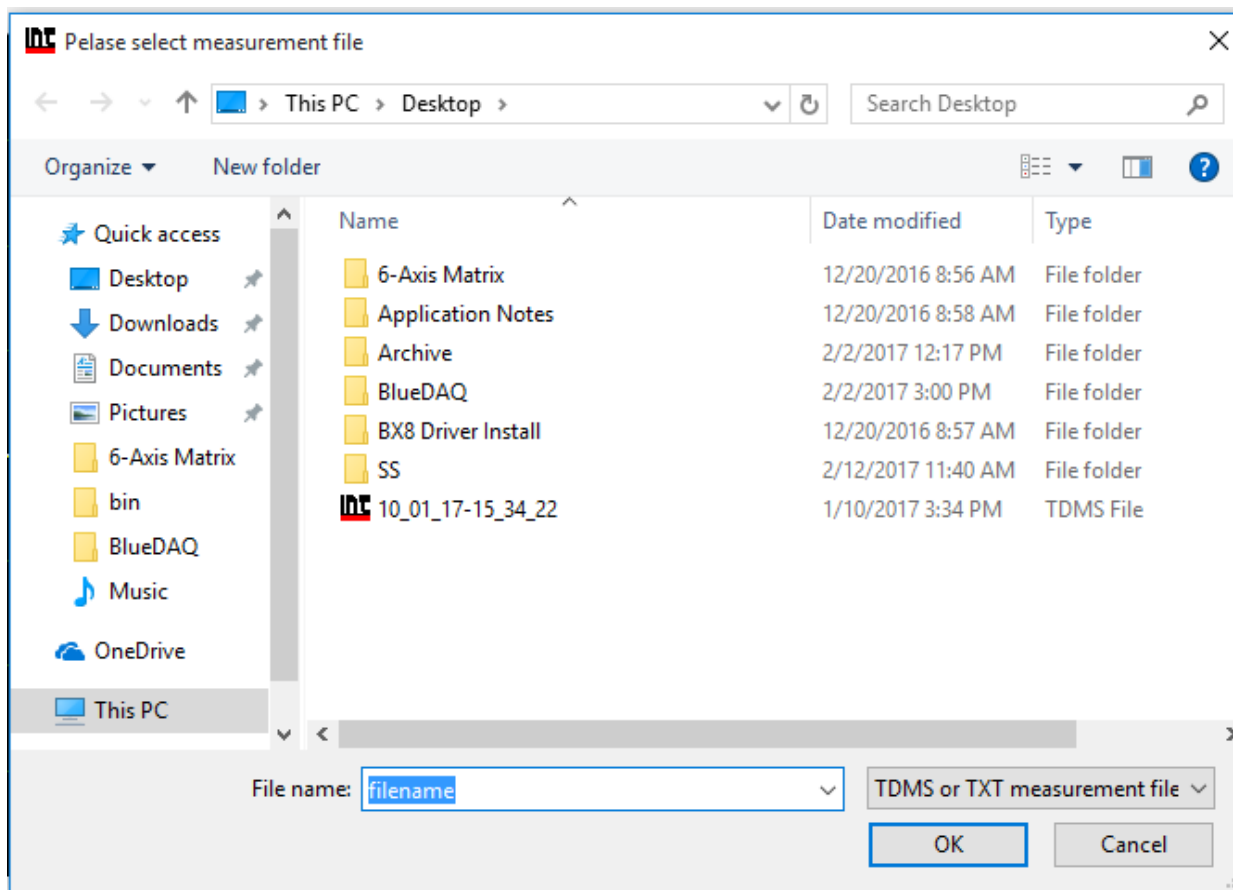 Pelase select measurement file
This PC > Desktop >
Search Desktop
Organize
New folder
Name
Date modified
Type
Quick access
Desktop
Downloads
Documents
Pictures
6-Axis Matrix
bin
BlueDAQ
Music
OneDrive
This PC
6-Axis Matrix 12/20/2016 8:56 AM File folder
Application Notes 12/20/2016 8:58 AM File folder
Archive 2/2/2017 12:17 PM File folder
BlueDAQ 2/2/2017 3:00 PM File folder
BX8 Driver Install 12/20/2016 8:57 AM File folder
SS 2/12/2017 11:40 AM File folder
10_01_17-15_34_22 1/10/2017 3:34 PM TDMS File
File name: filename
TDMS or TXT measurement file
OK
Cancel